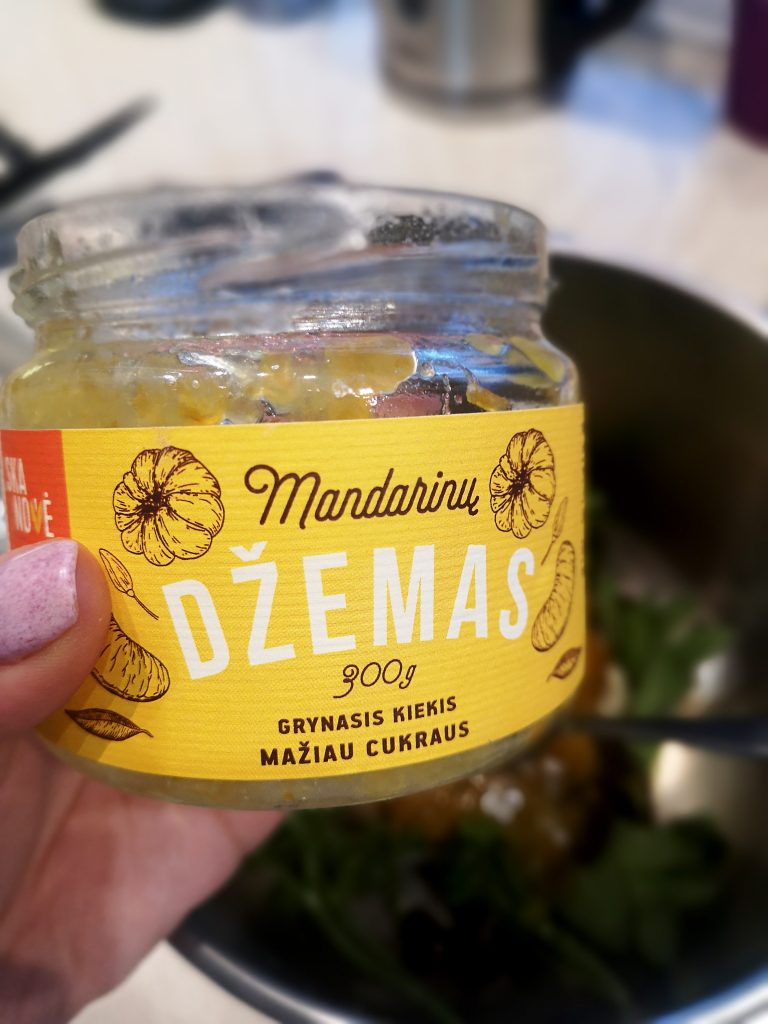 Mandarinų
DŽEMAS
300g
GRYNASIS KIEKIS
MAŽIAU CUKRAUS